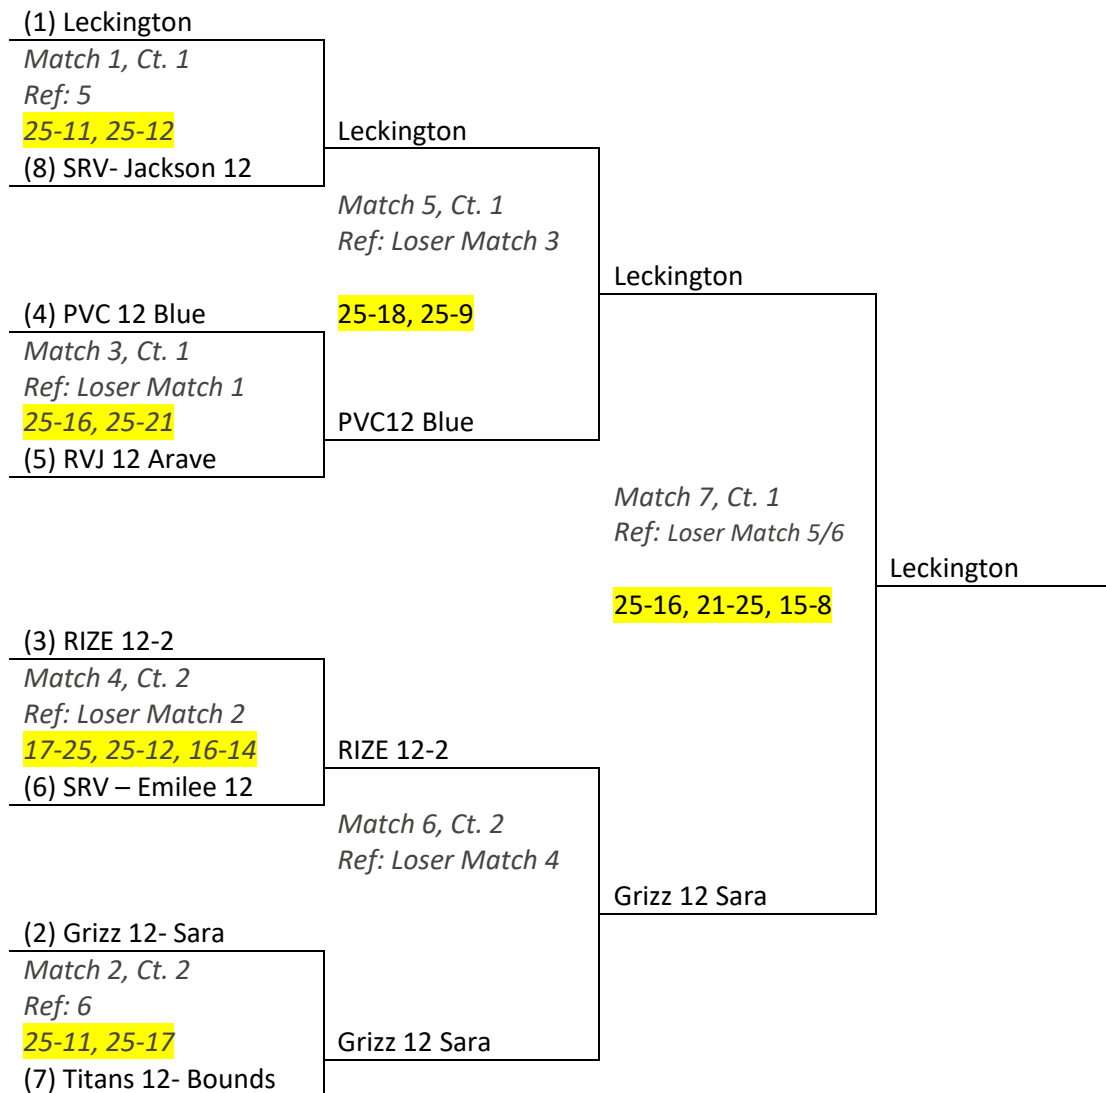 (1) Leckington
Match 1, Ct. 1
Ref: 5
25-11, 25-12
(8) SRV- Jackson 12
Leckington
Match 5, Ct. 1
Ref: Loser Match 3
25-18, 25-9
Leckington
(4) PVC 12 Blue
Match 3, Ct. 1
Ref: Loser Match 1
25-16, 25-21
(5) RVJ 12 Arave
PVC12 Blue
Match 7, Ct. 1
Ref: Loser Match 5/6
25-16, 21-25, 15-8
Leckington
(3) RIZE 12-2
Match 4, Ct. 2
Ref: Loser Match 2
17-25, 25-12, 16-14
(6) SRV – Emilee 12
RIZE 12-2
Match 6, Ct. 2
Ref: Loser Match 4
Grizz 12 Sara
(2) Grizz 12- Sara
Match 2, Ct. 2
Ref: 6
25-11, 25-17
(7) Titans 12- Bounds
Grizz 12 Sara